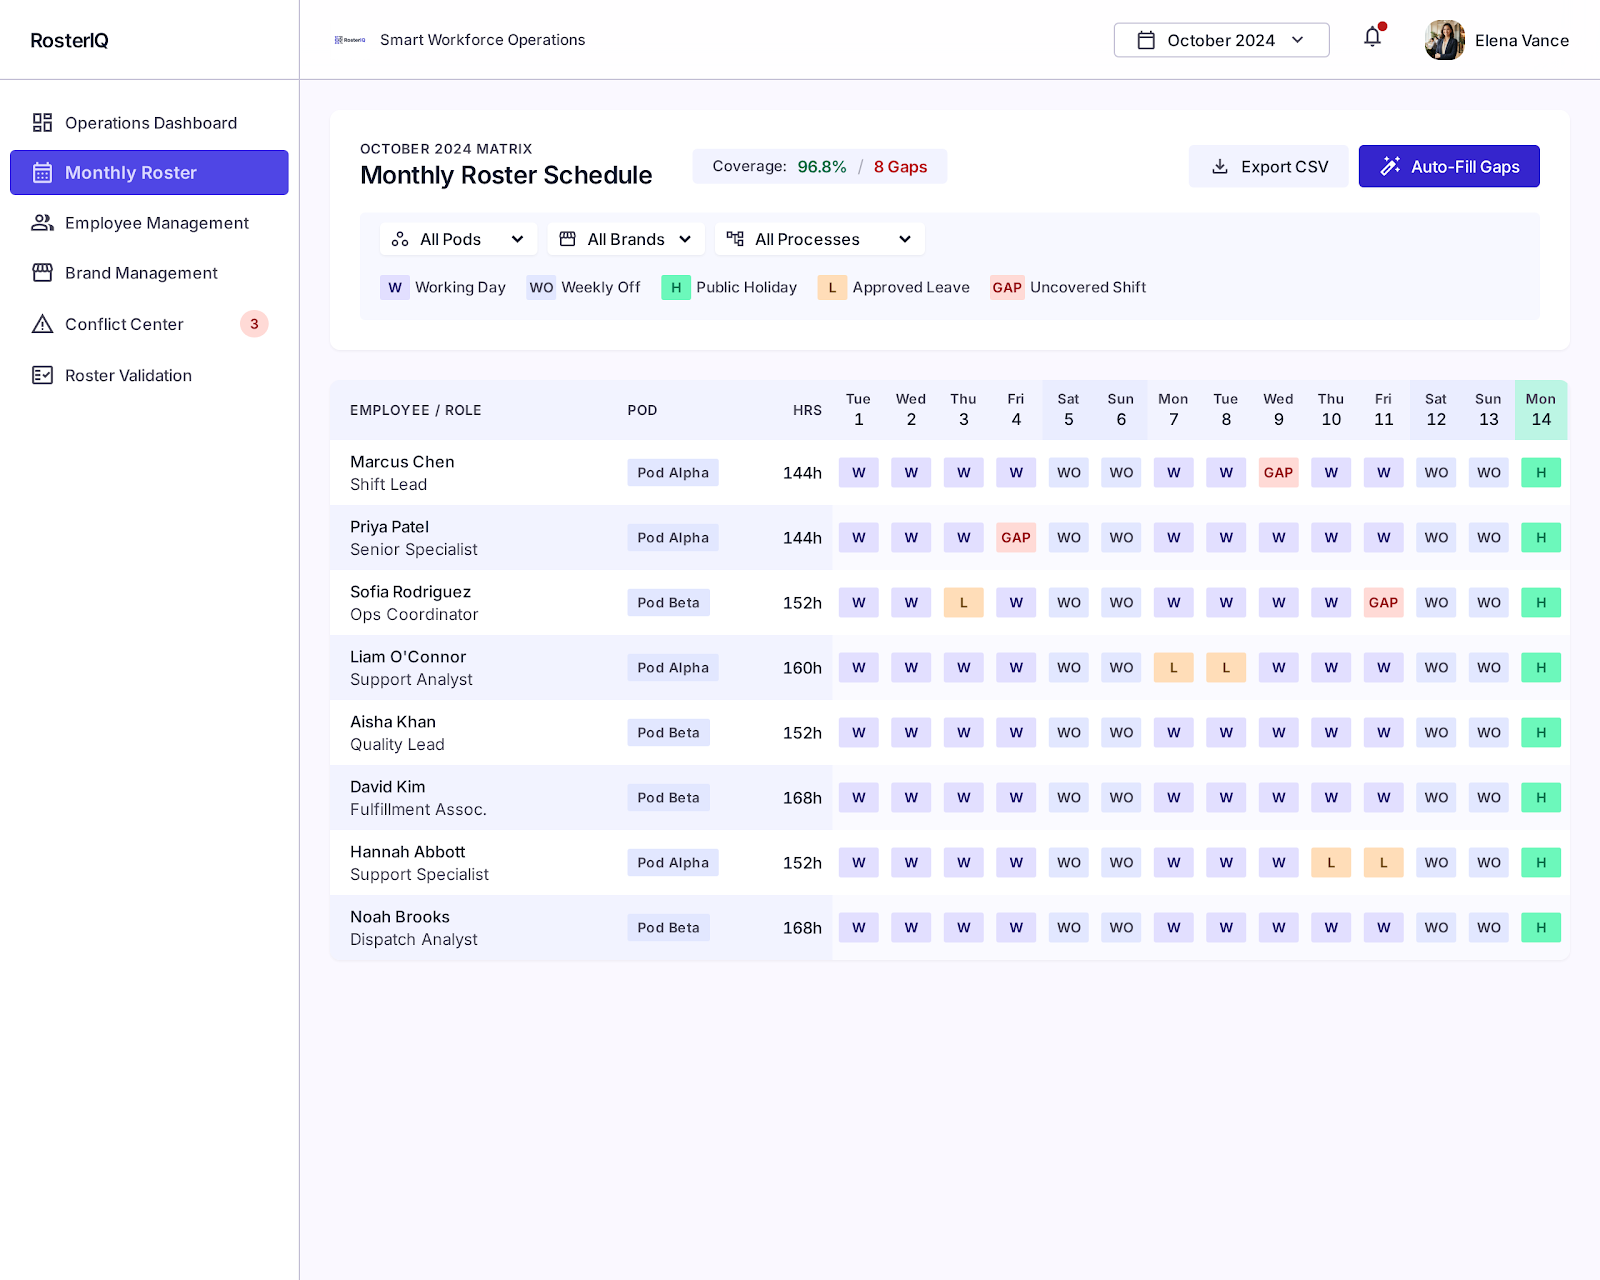 RosterIQ
RosterIQ Smart Workforce Operations
October 2024
Elena Vance
Operations Dashboard
Monthly Roster
Employee Management
Brand Management
Conflict Center 3
Roster Validation
OCTOBER 2024 MATRIX
Monthly Roster Schedule
Coverage: 96.8% / 8 Gaps
Export CSV
Auto-Fill Gaps
All Pods
All Brands
All Processes
W Working Day WO Weekly Off H Public Holiday L Approved Leave GAP Uncovered Shift
EMPLOYEE / ROLE POD HRS Tue 1 Wed 2 Thu 3 Fri 4 Sat 5 Sun 6 Mon 7 Tue 8 Wed 9 Thu 10 Fri 11 Sat 12 Sun 13 Mon 14
Marcus Chen
Shift Lead
Pod Alpha 144h W W W W WO WO W W GAP W W WO WO H
Priya Patel
Senior Specialist
Pod Alpha 144h W W W GAP WO WO W W W W W WO WO H
Sofia Rodriguez
Ops Coordinator
Pod Beta 152h W W L W WO WO W W W W GAP WO WO H
Liam O'Connor
Support Analyst
Pod Alpha 160h W W W W WO WO L L W W W WO WO H
Aisha Khan
Quality Lead
Pod Beta 152h W W W W WO WO W W W W W WO WO H
David Kim
Fulfillment Assoc.
Pod Beta 168h W W W W WO WO W W W W W WO WO H
Hannah Abbott
Support Specialist
Pod Alpha 152h W W W W WO WO W W W L L WO WO H
Noah Brooks
Dispatch Analyst
Pod Beta 168h W W W W WO WO W W W W W WO WO H